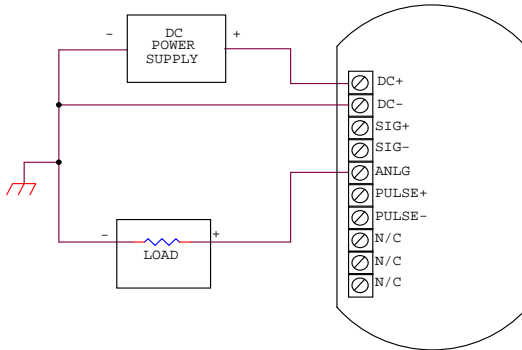 - DC POWER SUPPLY +
DC+
DC-
SIG+
SIG-
ANLG
PULSE+
PULSE-
N/C
N/C
N/C
- + 
LOAD